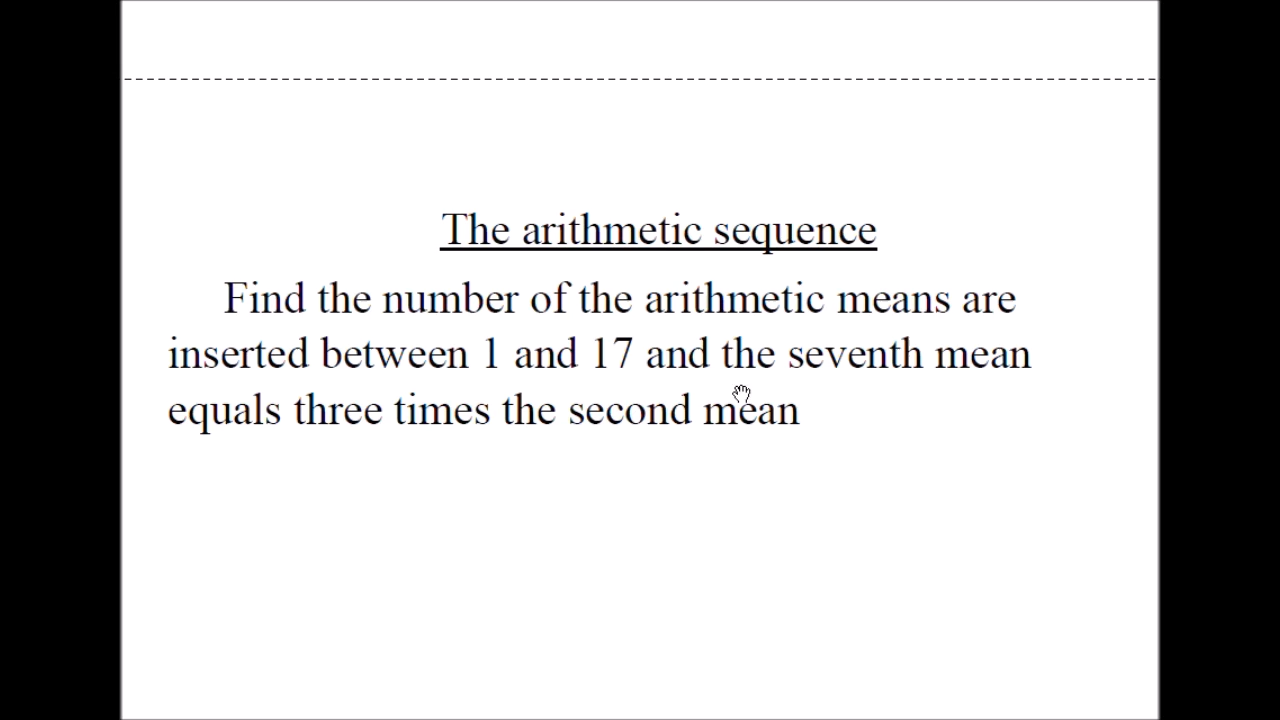 The arithmetic sequence
Find the number of the arithmetic means are
inserted between 1 and 17 and the seventh mean
equals three times the second mean